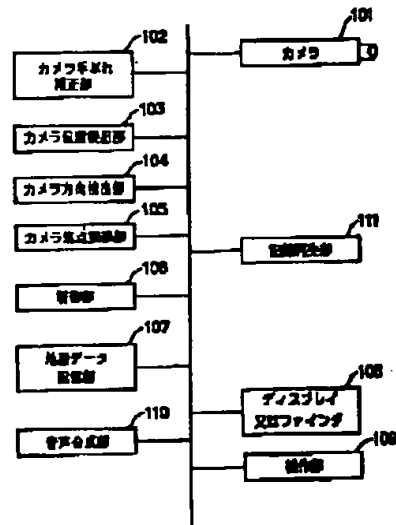 101
カメラ
102
カメラ手ぶれ
補正部
103
カメラ位置検出部
104
カメラ方向検出部
105
カメラ焦点調節部
111
記録再生部
106
制御部
107
地図データ
記憶部
108
ディスプレイ
又はファインダ
110
音声合成部
109
操作部